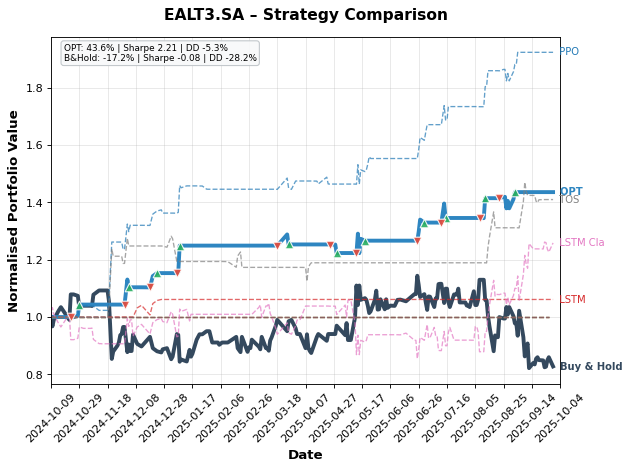 EALT3.SA – Strategy Comparison
OPT: 43.6% | Sharpe 2.21 | DD -5.3%
B&Hold: -17.2% | Sharpe -0.08 | DD -28.2%
Normalised Portfolio Value
1.8
1.6
1.4
1.2
1.0
0.8
PPO
OPT
TOS
LSTM Cla
LSTM
Buy & Hold
2024-10-09
2024-10-29
2024-11-18
2024-12-08
2024-12-28
2025-01-17
2025-02-06
2025-02-26
2025-03-18
2025-04-07
2025-04-27
2025-05-17
2025-06-06
2025-06-26
2025-07-16
2025-08-05
2025-08-25
2025-09-14
2025-10-04
Date